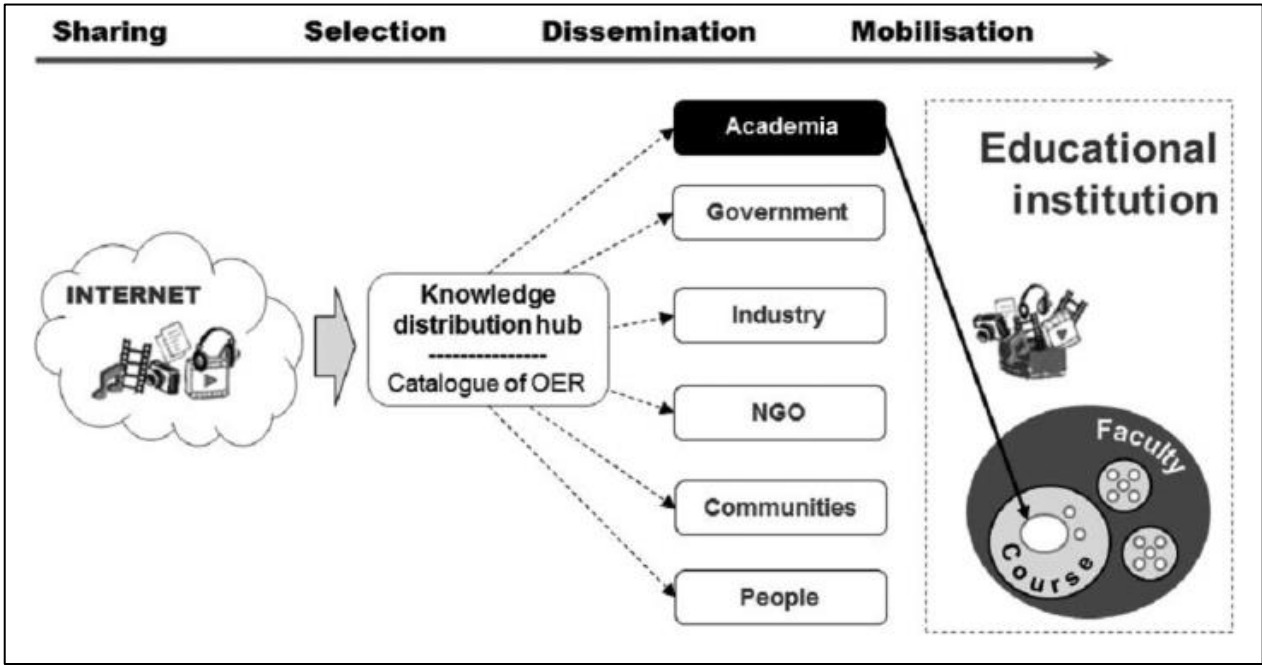 Sharing Selection Dissemination Mobilisation
INTERNET
Knowledge
distribution hub
---------------
Catalogue of OER
Academia
Government
Industry
NGO
Communities
People
Educational
institution
Faculty
Course